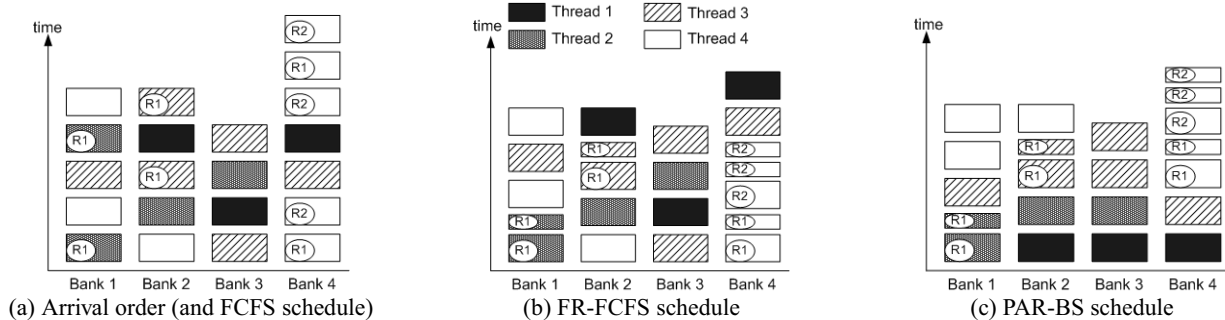 time
R2
R1
R2
R1
R1
R1
R2
R1
R1
Bank 1 Bank 2 Bank 3 Bank 4
(a) Arrival order (and FCFS schedule)
Thread 1 Thread 3
Thread 2 Thread 4
time
R1
R2
R1
R2
R2
R1
R1
R1
R1
Bank 1 Bank 2 Bank 3 Bank 4
(b) FR-FCFS schedule
time
R2
R2
R2
R1
R1
R1
R1
R1
R1
Bank 1 Bank 2 Bank 3 Bank 4
(c) PAR-BS schedule